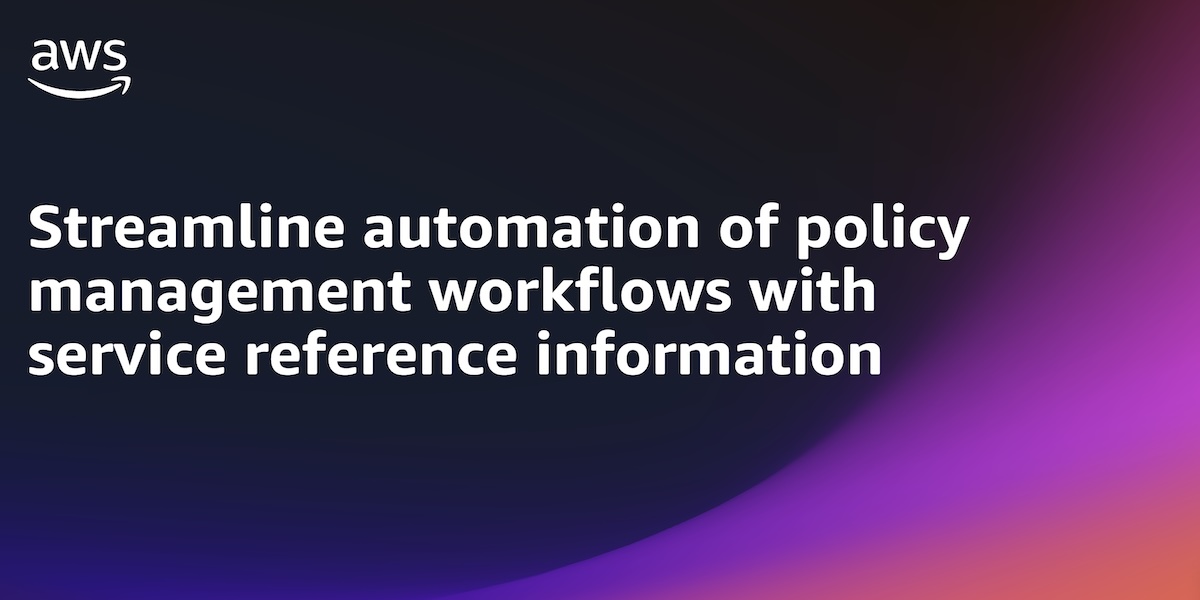 aws
Streamline automation of policy
management workflows with
service reference information